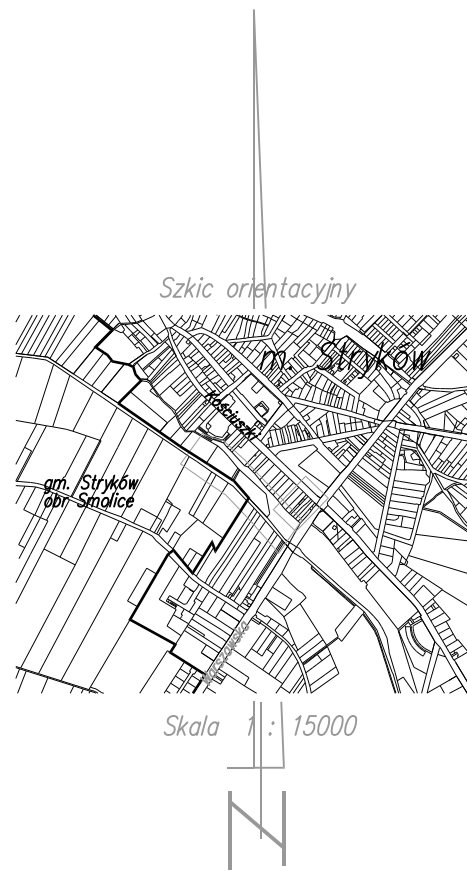 Szkic orientacyjny
m. Stryków
Kościuszki
gm. Stryków
obr Smolice
Warszawska
Skala 1 : 15000
N